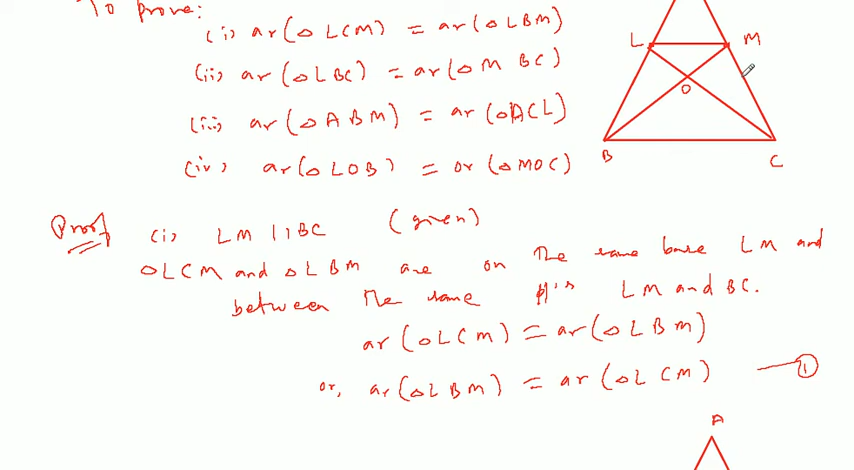 To prove:
(i) ar(△LCM) = ar(△LBM)
(ii) ar(△LBC) = ar(△MBC)
(iii) ar(△ABM) = ar(△ACL)
(iv) ar(△LOB) = or(△MOC)
L M
O
B C
Proof (i) LM || BC (given)
△LCM and △LBM are on the same base LM and
between the same ||'s LM and BC.
ar(△LCM) = ar(△LBM)
or, ar(△LBM) = ar(△LCM) — ①
A